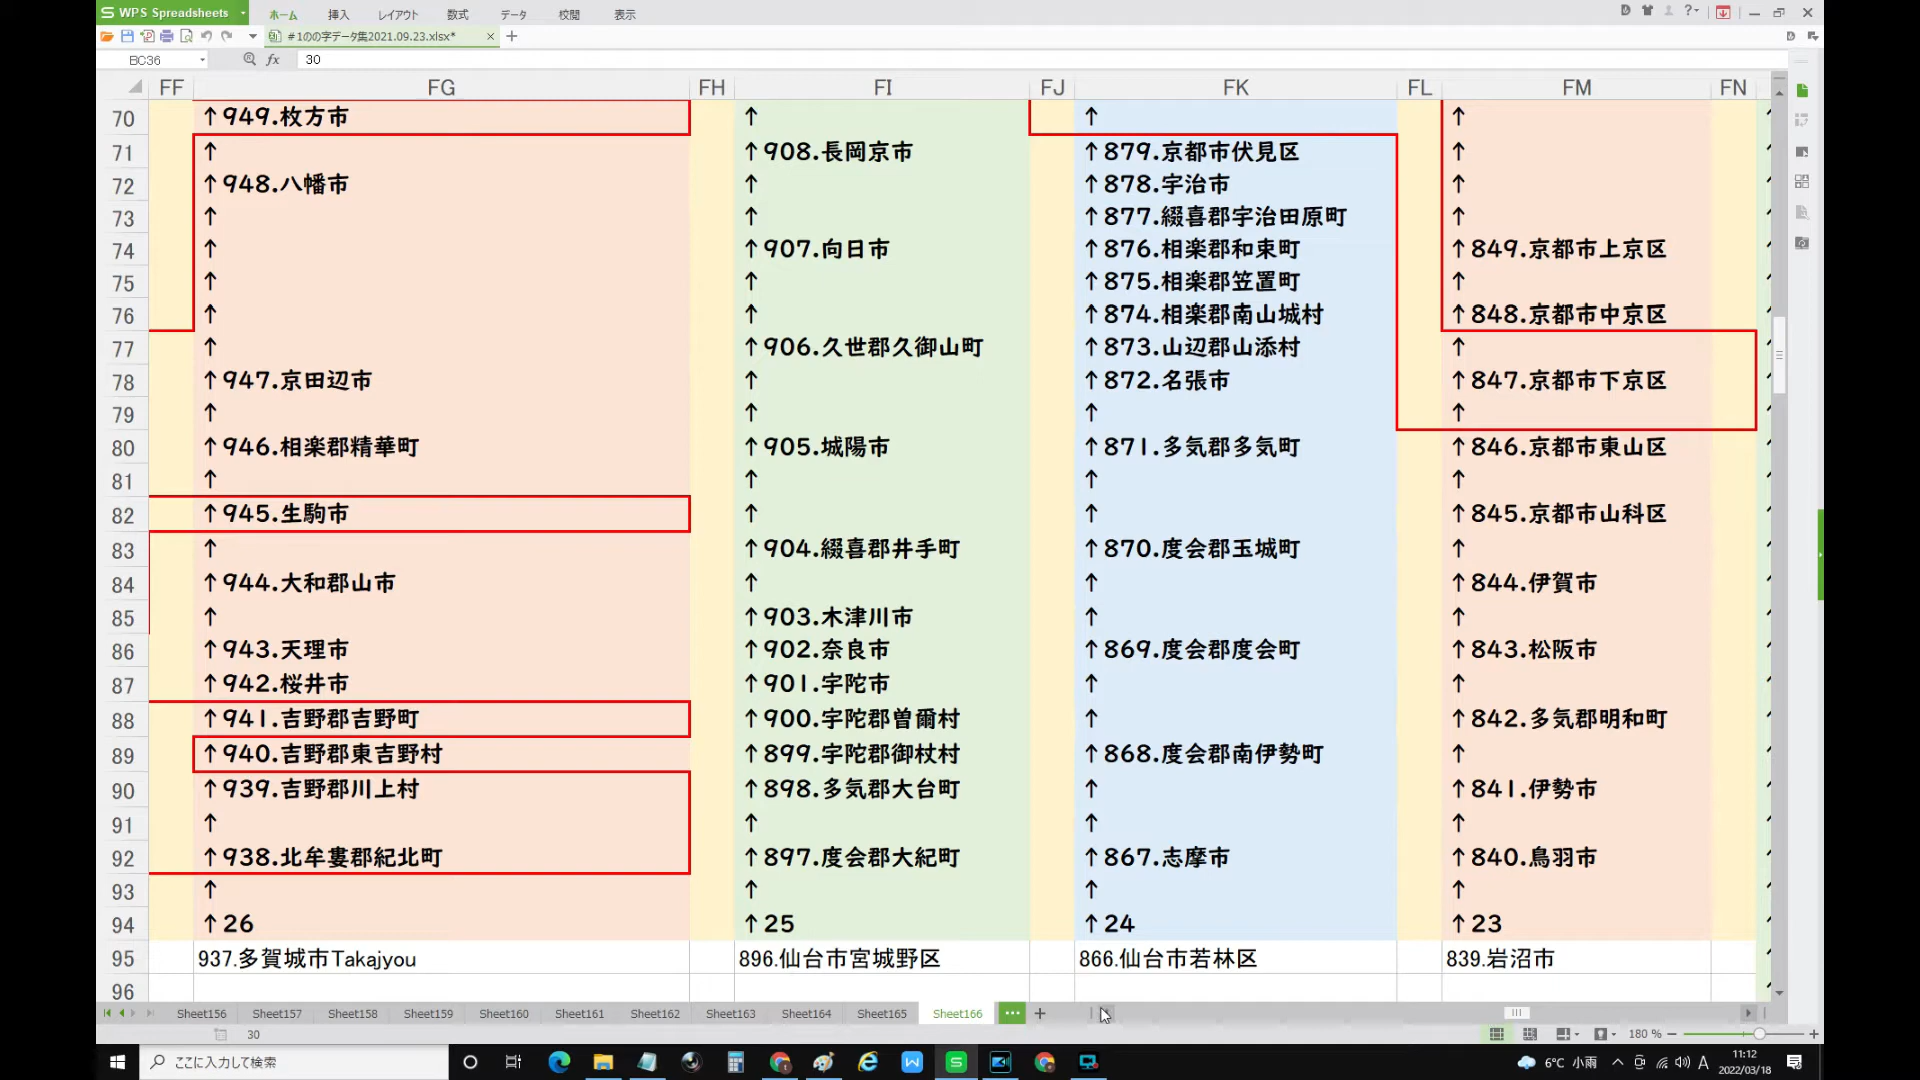 WPS Spreadsheets ホーム 挿入 レイアウト 数式 データ 校閲 表示
#1のの字データ集2021.09.23.xlsx* × +
BC36 fx 30
FF FG FH FI FJ FK FL FM FN
70 ↑949.枚方市 ↑ ↑ ↑
71 ↑ ↑908.長岡京市 ↑879.京都市伏見区 ↑
72 ↑948.八幡市 ↑ ↑878.宇治市 ↑
73 ↑ ↑ ↑877.綴喜郡宇治田原町 ↑
74 ↑ ↑907.向日市 ↑876.相楽郡和束町 ↑849.京都市上京区
75 ↑ ↑ ↑875.相楽郡笠置町 ↑
76 ↑ ↑ ↑874.相楽郡南山城村 ↑848.京都市中京区
77 ↑ ↑906.久世郡久御山町 ↑873.山辺郡山添村 ↑
78 ↑947.京田辺市 ↑ ↑872.名張市 ↑847.京都市下京区
79 ↑ ↑ ↑ ↑
80 ↑946.相楽郡精華町 ↑905.城陽市 ↑871.多気郡多気町 ↑846.京都市東山区
81 ↑ ↑ ↑ ↑
82 ↑945.生駒市 ↑ ↑ ↑845.京都市山科区
83 ↑ ↑904.綴喜郡井手町 ↑870.度会郡玉城町 ↑
84 ↑944.大和郡山市 ↑ ↑ ↑844.伊賀市
85 ↑ ↑903.木津川市 ↑ ↑
86 ↑943.天理市 ↑902.奈良市 ↑869.度会郡度会町 ↑843.松阪市
87 ↑942.桜井市 ↑901.宇陀市 ↑ ↑
88 ↑941.吉野郡吉野町 ↑900.宇陀郡曽爾村 ↑ ↑842.多気郡明和町
89 ↑940.吉野郡東吉野村 ↑899.宇陀郡御杖村 ↑868.度会郡南伊勢町 ↑
90 ↑939.吉野郡川上村 ↑898.多気郡大台町 ↑ ↑841.伊勢市
91 ↑ ↑ ↑ ↑
92 ↑938.北牟婁郡紀北町 ↑897.度会郡大紀町 ↑867.志摩市 ↑840.鳥羽市
93 ↑ ↑ ↑ ↑
94 ↑26 ↑25 ↑24 ↑23
95 937.多賀城市Takajyou 896.仙台市宮城野区 866.仙台市若林区 839.岩沼市
96
Sheet156 Sheet157 Sheet158 Sheet159 Sheet160 Sheet161 Sheet162 Sheet163 Sheet164 Sheet165 Sheet166 ••• +
30 180 %
ここに入力して検索 6°C 小雨 A 11:12
2022/03/18